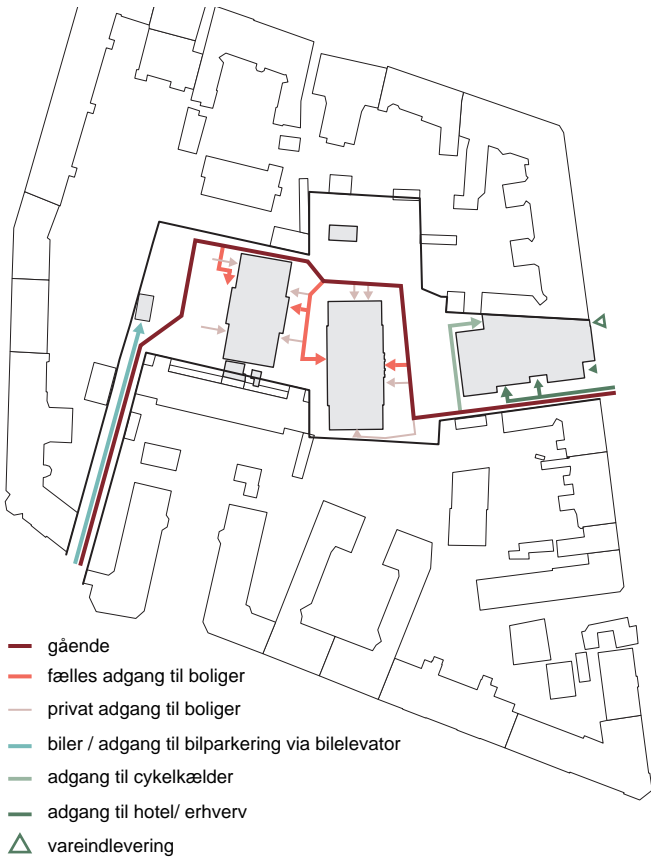 gående
fælles adgang til boliger
privat adgang til boliger
biler / adgang til bilparkering via bilelevator
adgang til cykelkælder
adgang til hotel/ erhverv
vareindlevering